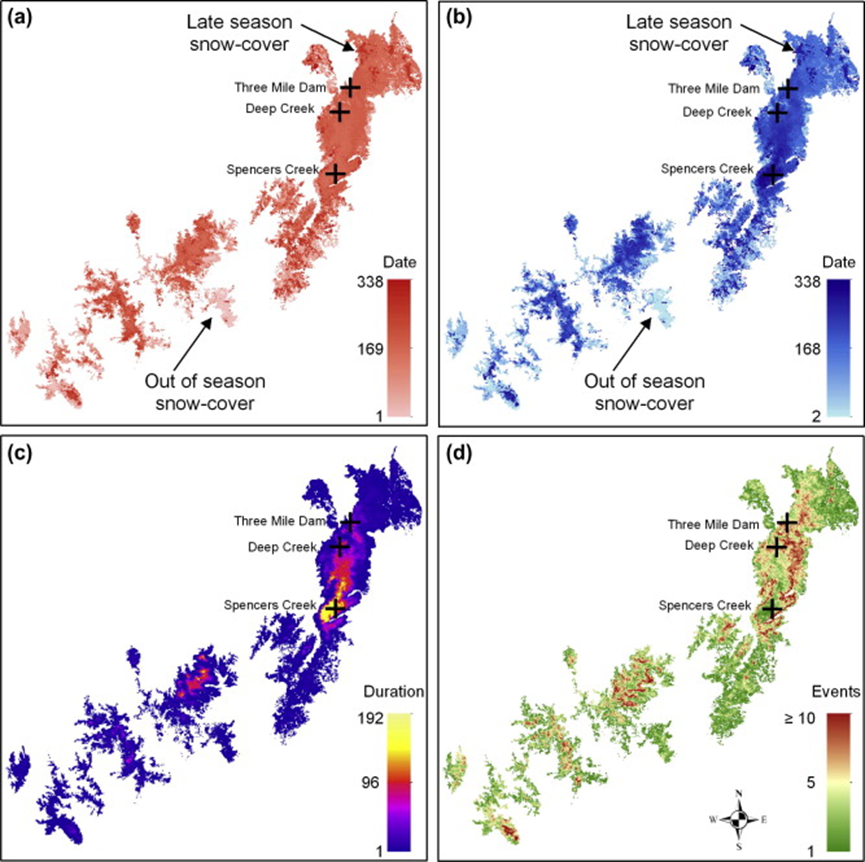 (a)
Late season
snow-cover
Three Mile Dam
Deep Creek
Spencers Creek
Date
338
169
1
Out of season
snow-cover
(b)
Late season
snow-cover
Three Mile Dam
Deep Creek
Spencers Creek
Date
338
168
2
Out of season
snow-cover
(c)
Three Mile Dam
Deep Creek
Spencers Creek
Duration
192
96
1
(d)
Three Mile Dam
Deep Creek
Spencers Creek
Events
≥ 10
5
1
N
W E
S